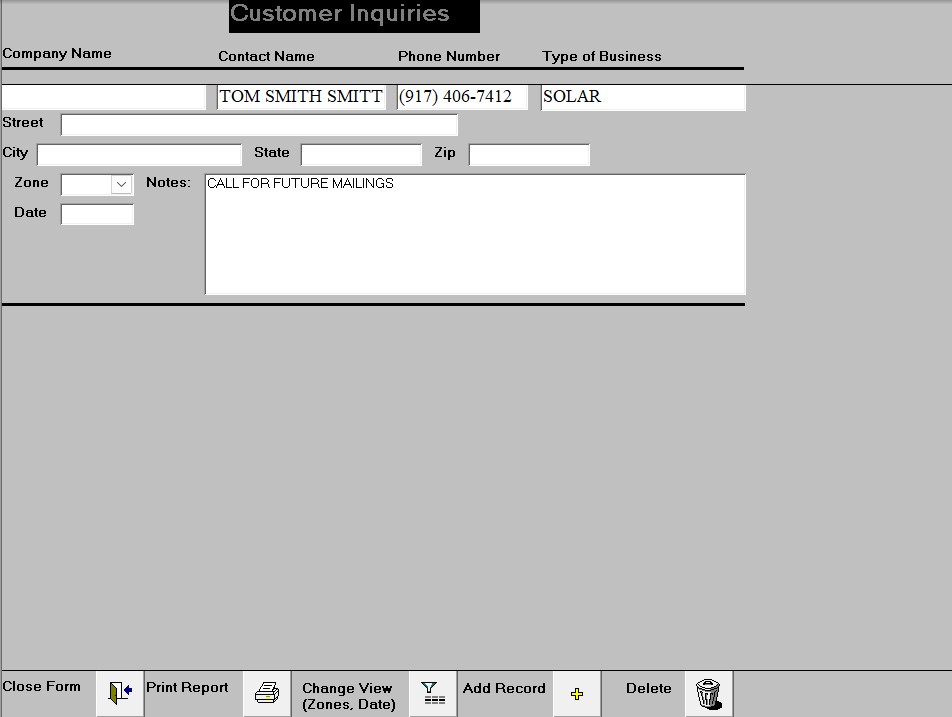 Customer Inquiries
Company Name Contact Name Phone Number Type of Business
TOM SMITH SMITT (917) 406-7412 SOLAR
Street
City State Zip
Zone Notes: CALL FOR FUTURE MAILINGS
Date
Close Form Print Report Change View Add Record Delete
(Zones, Date)